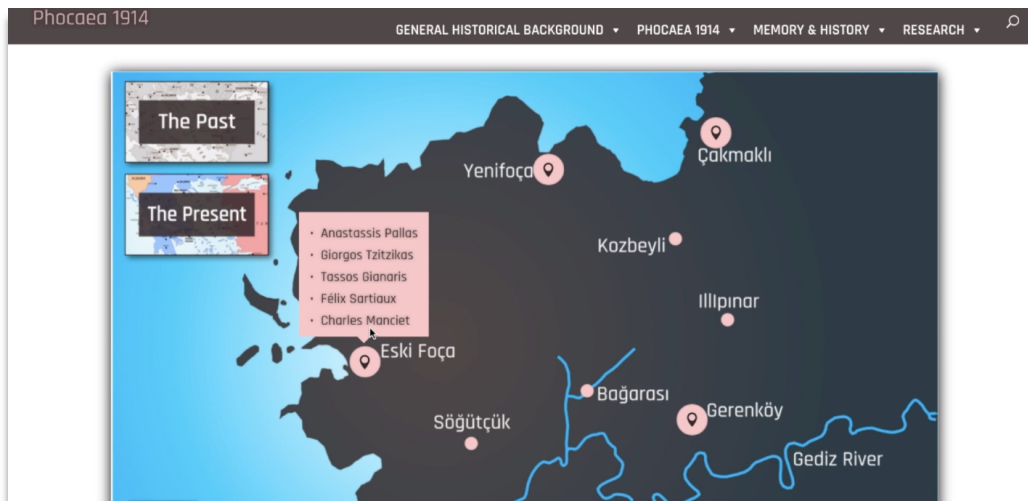 Phocaea 1914
GENERAL HISTORICAL BACKGROUND
PHOCAEA 1914
MEMORY & HISTORY
RESEARCH
The Past
The Present
Yenifoça
Çakmaklı
Kozbeyli
· Anastassis Pallas
· Giorgos Tzitzikas
· Tassos Gianaris
· Félix Sartiaux
· Charles Manciet
Illıpınar
Eski Foça
Bağarası
Gerenköy
Söğütçük
Gediz River